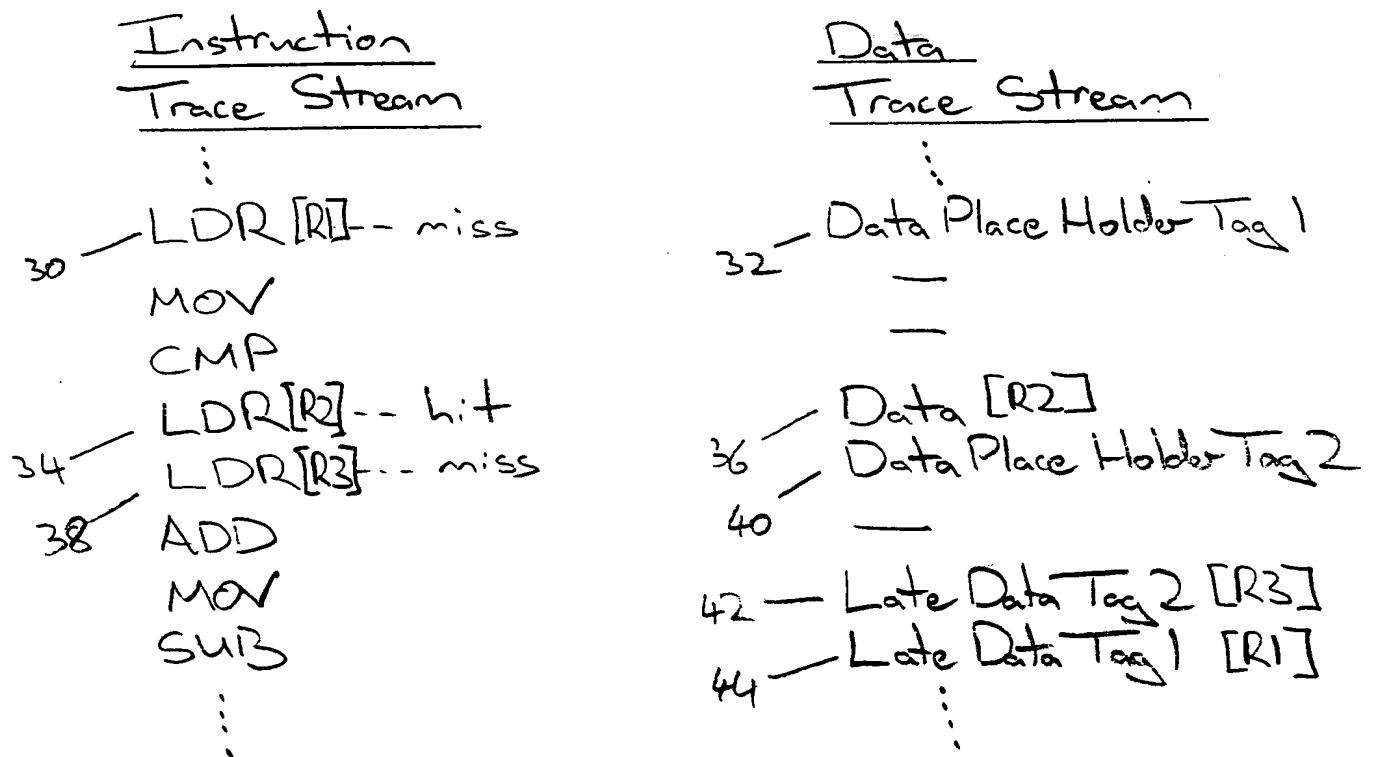 Instruction
Trace Stream
LDR [R1]-- miss
30
MOV
CMP
LDR[R2]-- hit
34
LDR[R3]--- miss
38
ADD
MOV
SUB
Data
Trace Stream
Data Place Holder Tag 1
32
—
—
Data [R2]
36
Data Place Holder Tag 2
40
—
42 — Late Data Tag 2 [R3]
Late Data Tag 1 [R1]
44